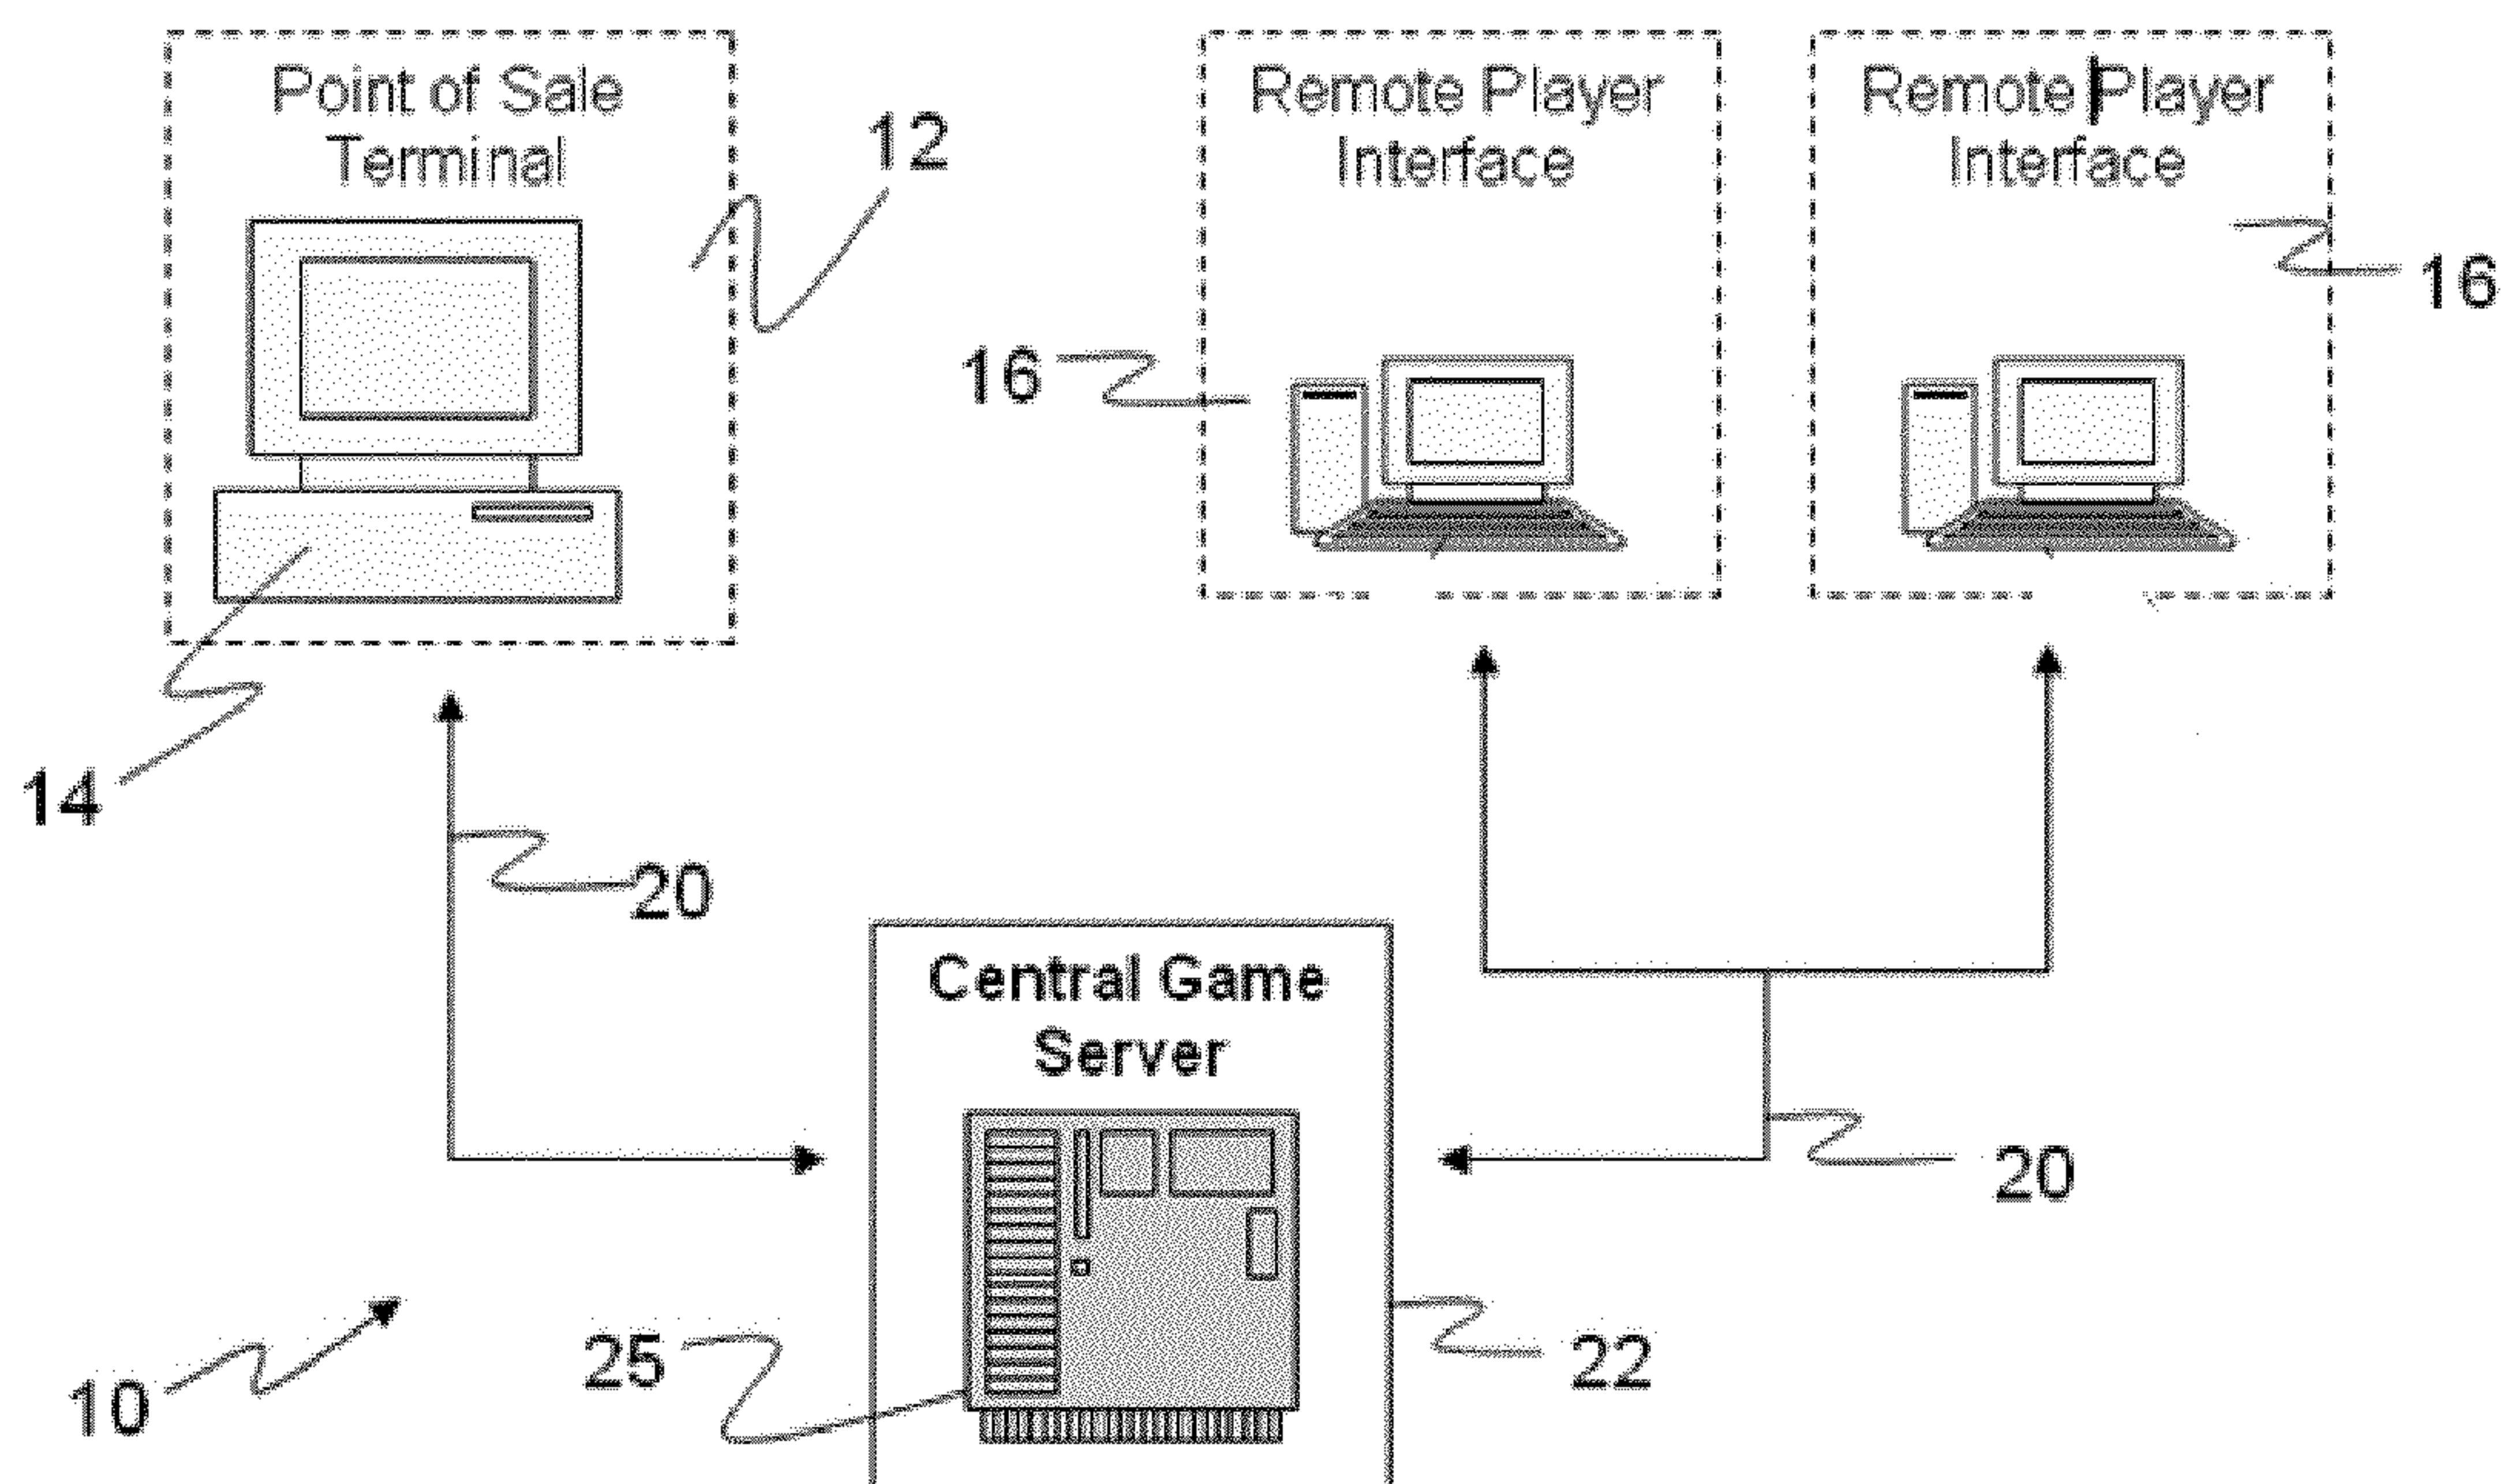 Point of Sale
Terminal
12
Remote Player
Interface
Remote Player
Interface
16
16
14
20
Central Game
Server
20
25
22
10